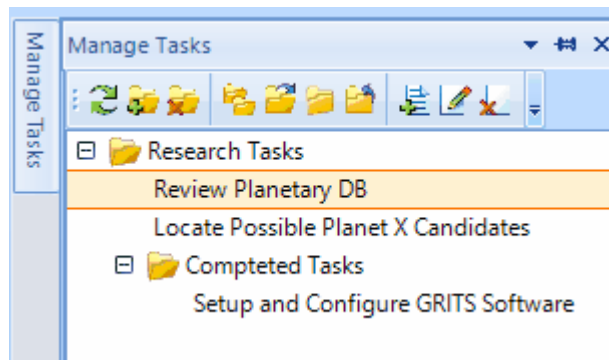 Manage Tasks
Manage Tasks
Research Tasks
Review Planetary DB
Locate Possible Planet X Candidates
Compteted Tasks
Setup and Configure GRITS Software